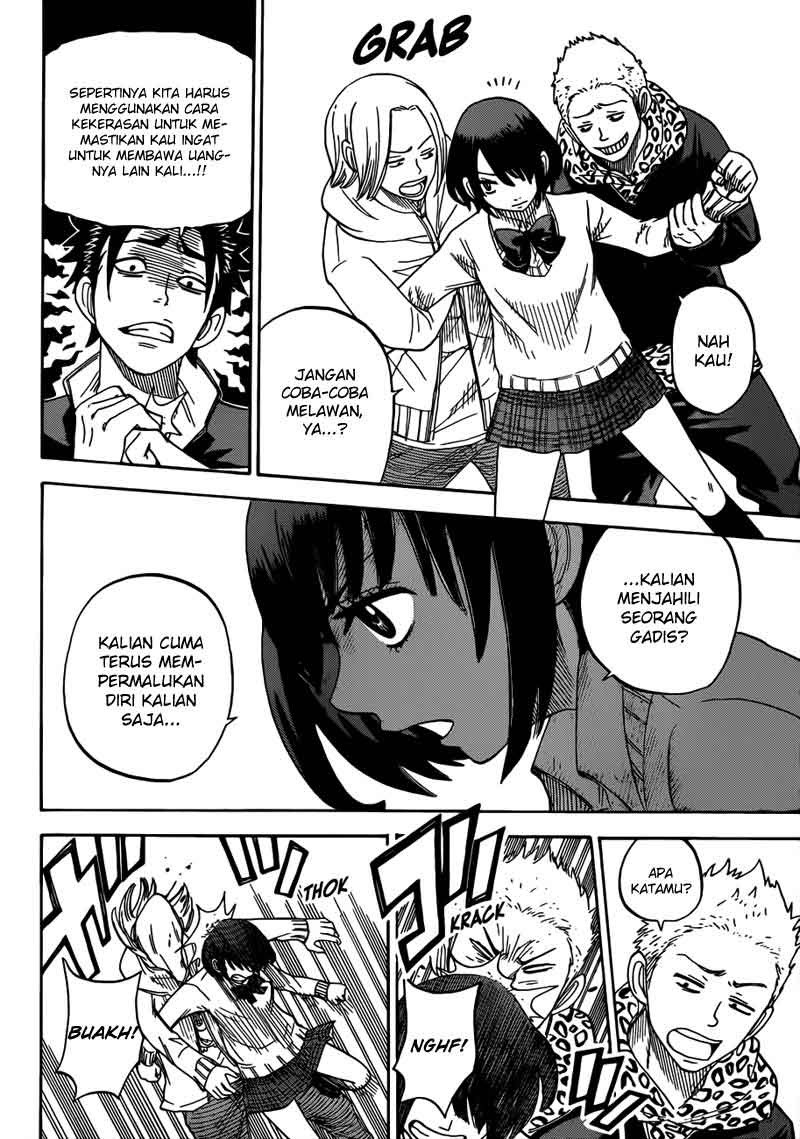 GRAB
NAH
KAU!
JANGAN
COBA-COBA
MELAWAN,
YA...?
SEPERTINYA KITA HARUS
MENGGUNAKAN CARA
KEKERASAN UNTUK ME-
MASTIKAN KAU INGAT
UNTUK MEMBAWA UANG-
NYA LAIN KALI...!!
...KALIAN
MENJAHILI
SEORANG
GADIS?
KALIAN CUMA
TERUS MEM-
PERMALUKAN
DIRI KALIAN
SAJA...
APA
KATAMU?
KRACK
NGHF!
THOK
BUAKH!